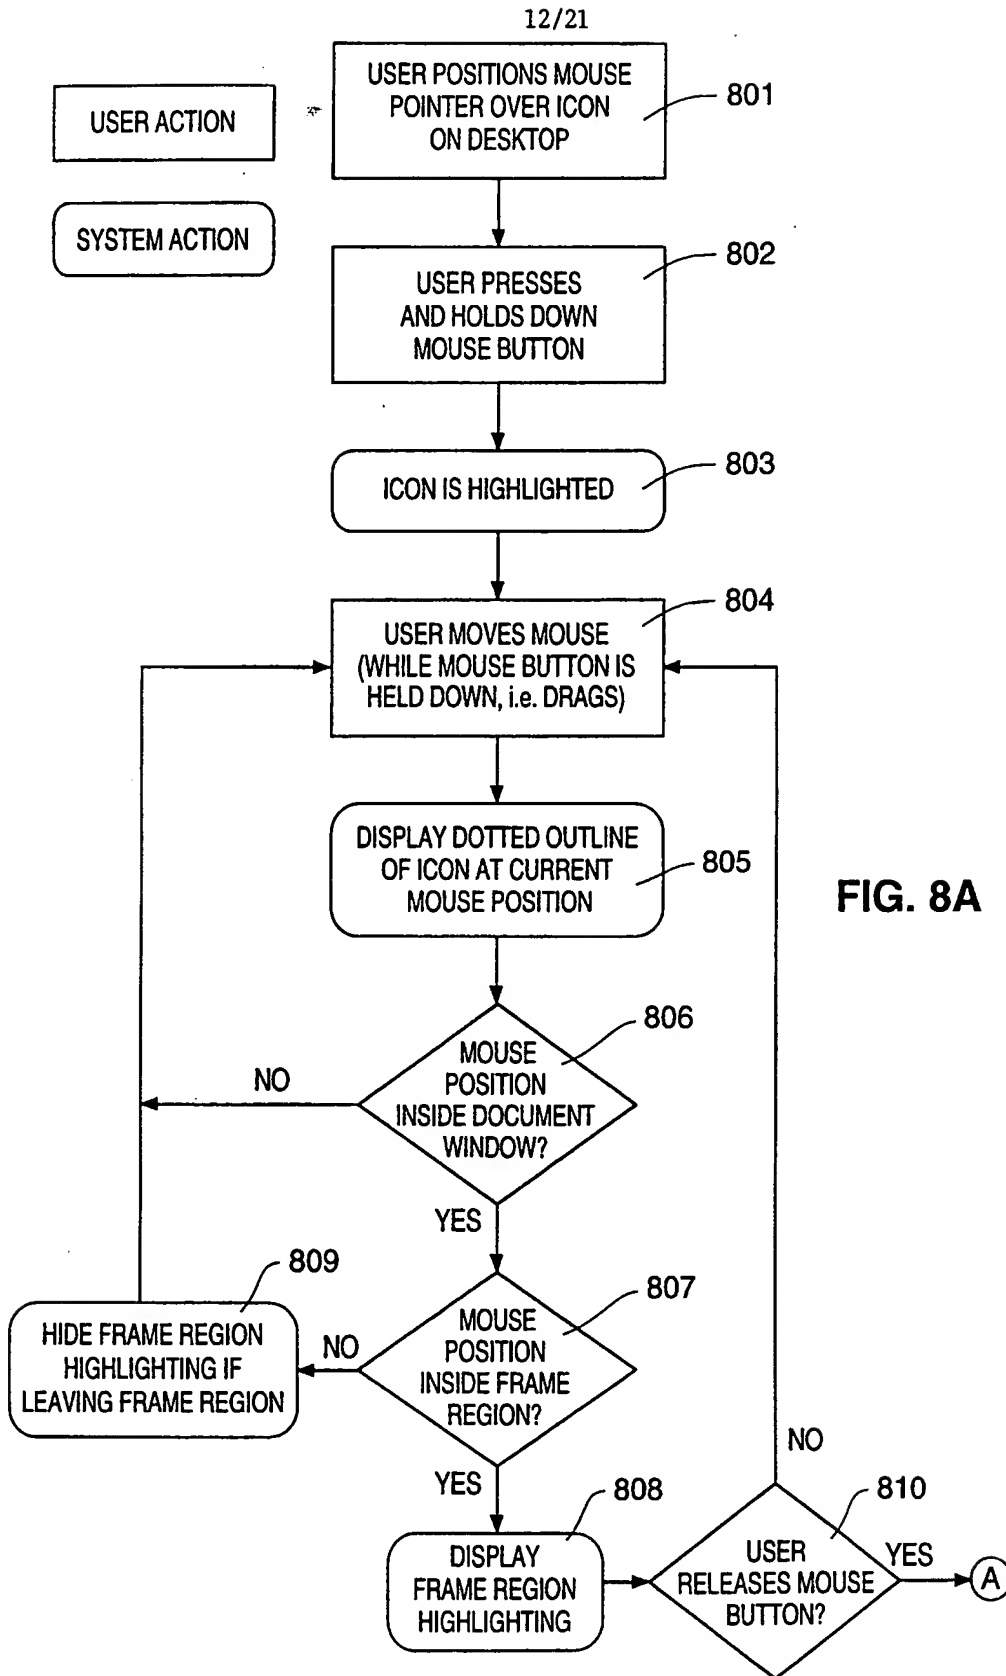 12/21
USER ACTION
SYSTEM ACTION
USER POSITIONS MOUSE
POINTER OVER ICON
ON DESKTOP
801
USER PRESSES
AND HOLDS DOWN
MOUSE BUTTON
802
ICON IS HIGHLIGHTED
803
USER MOVES MOUSE
(WHILE MOUSE BUTTON IS
HELD DOWN, i.e. DRAGS)
804
DISPLAY DOTTED OUTLINE
OF ICON AT CURRENT
MOUSE POSITION
805
FIG. 8A
MOUSE
POSITION
INSIDE DOCUMENT
WINDOW?
806
NO
YES
MOUSE
POSITION
INSIDE FRAME
REGION?
807
NO
HIDE FRAME REGION
HIGHLIGHTING IF
LEAVING FRAME REGION
809
YES
DISPLAY
FRAME REGION
HIGHLIGHTING
808
USER
RELEASES MOUSE
BUTTON?
810
NO
YES
A